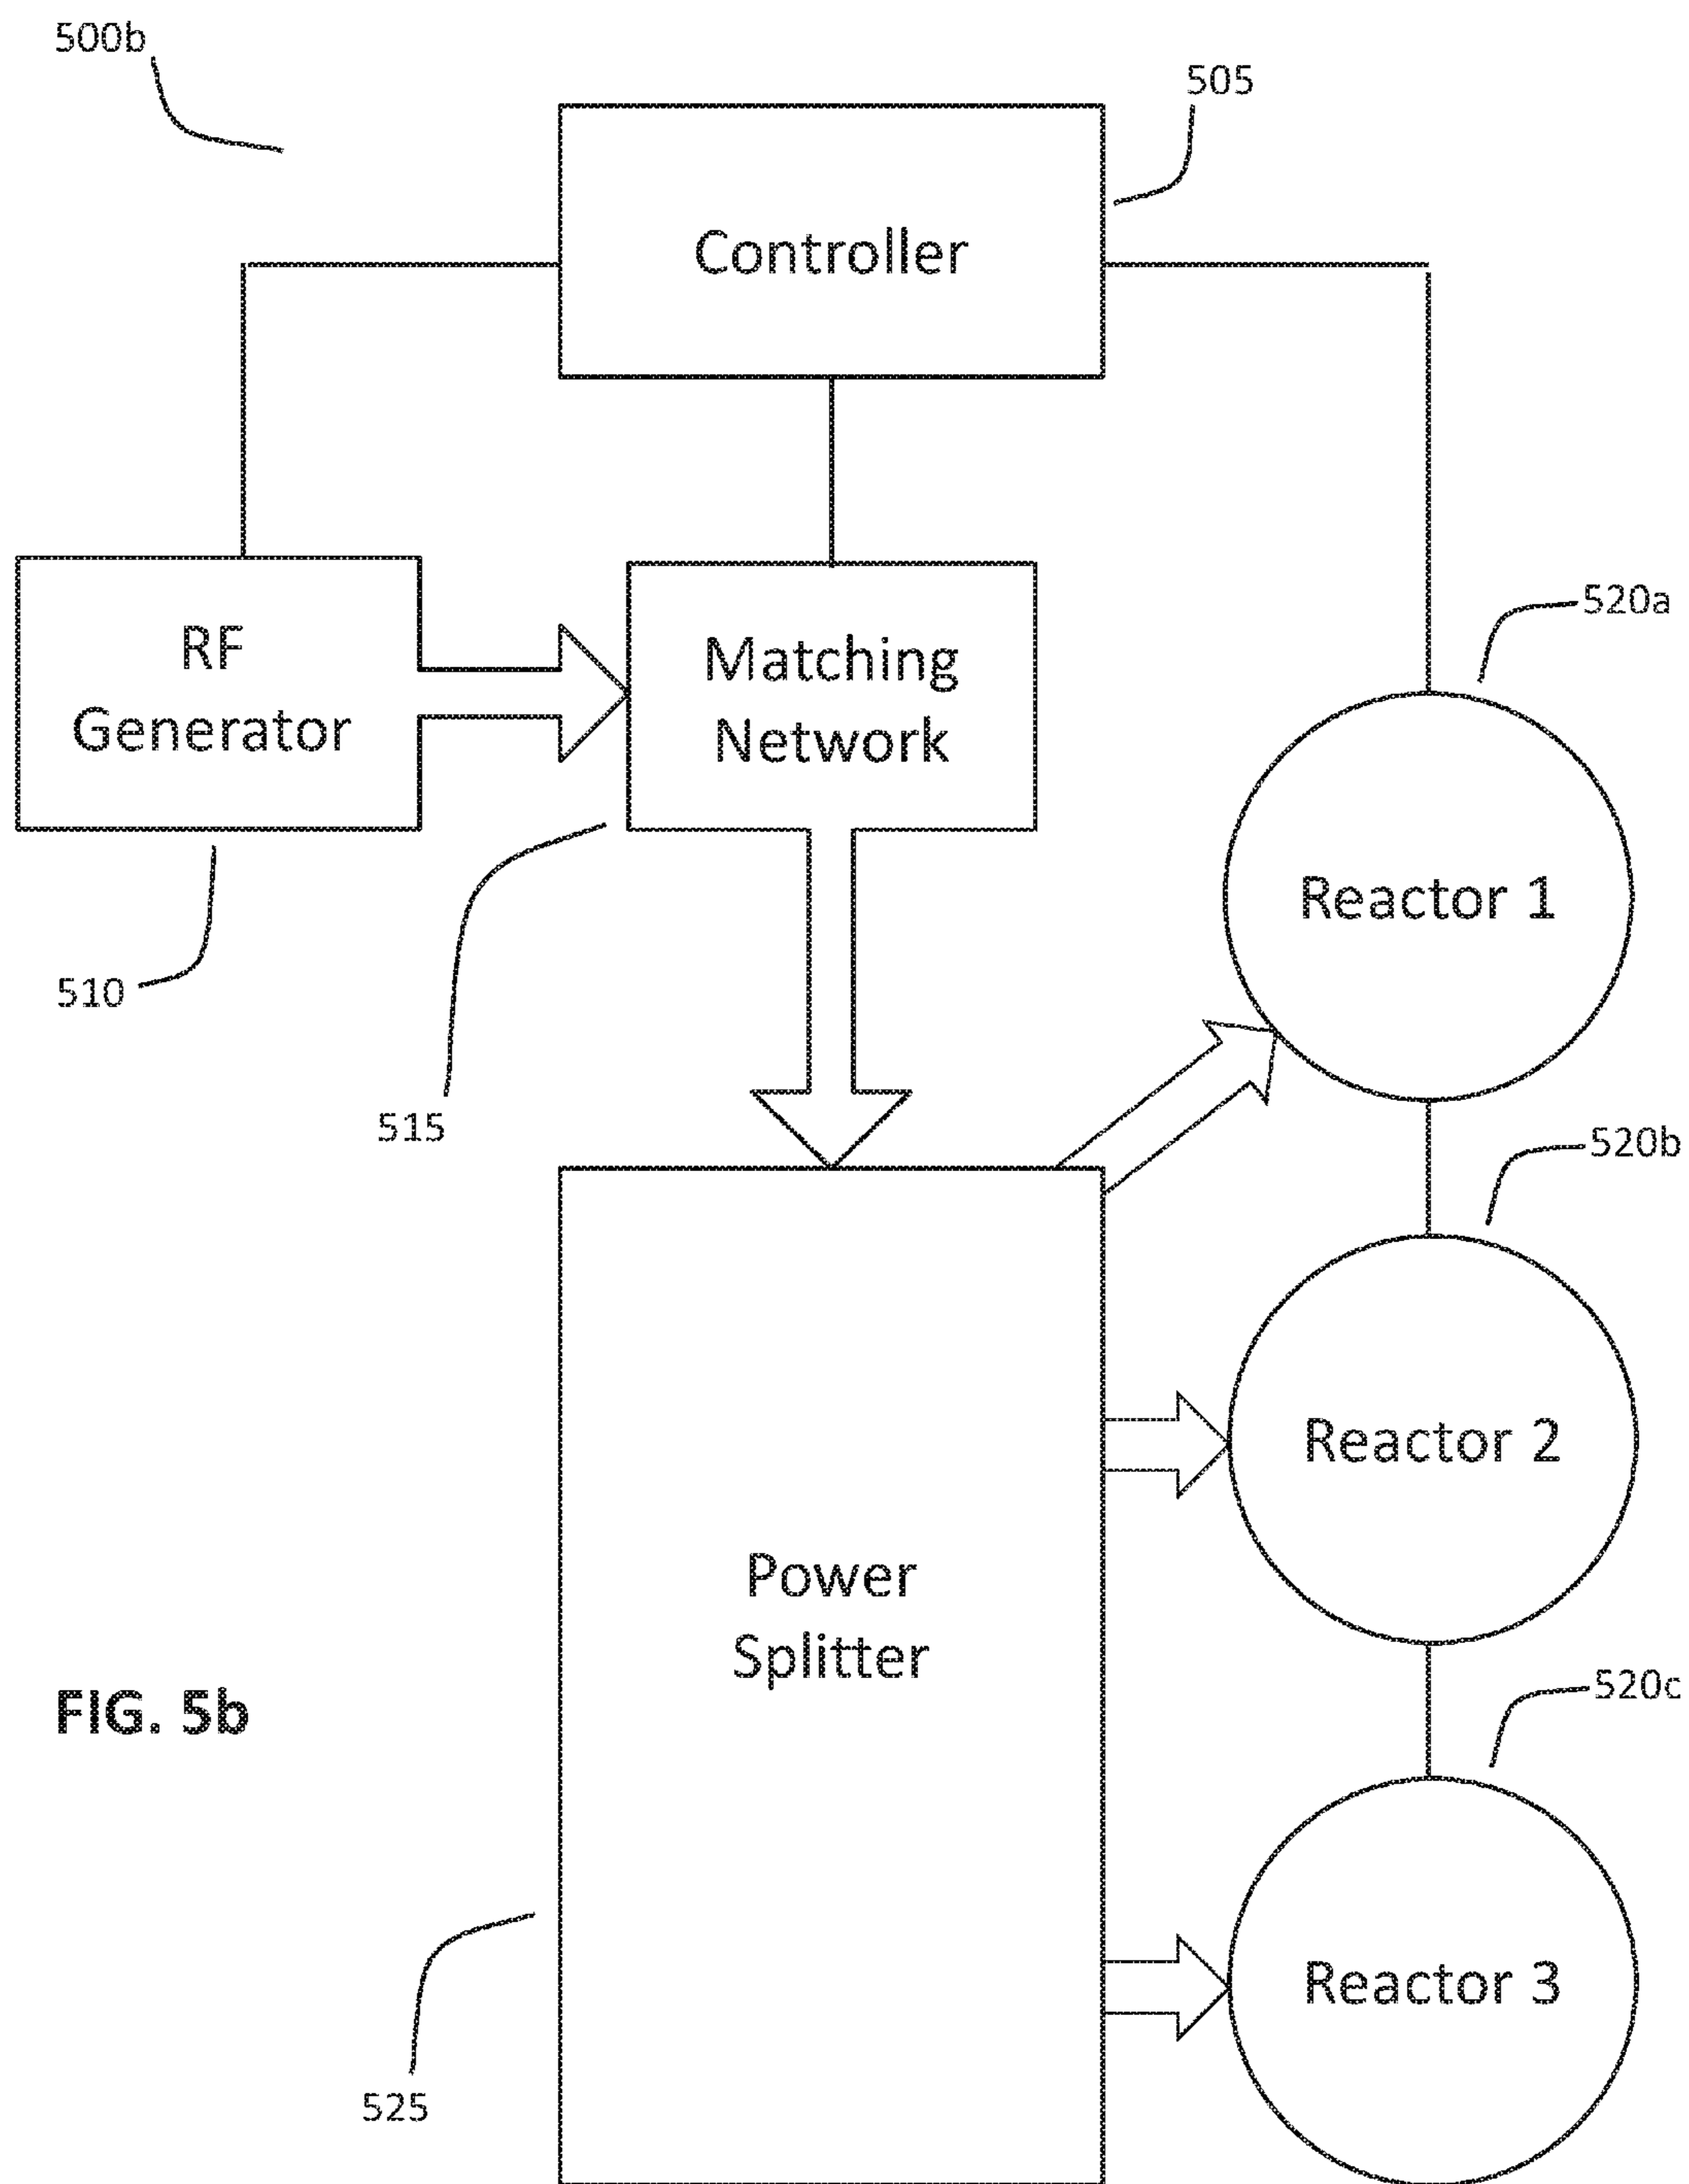 500b
505
Controller
RF
Generator
Matching
Network
520a
Reactor 1
510
515
520b
Reactor 2
Power
Splitter
520c
FIG. 5b
Reactor 3
525